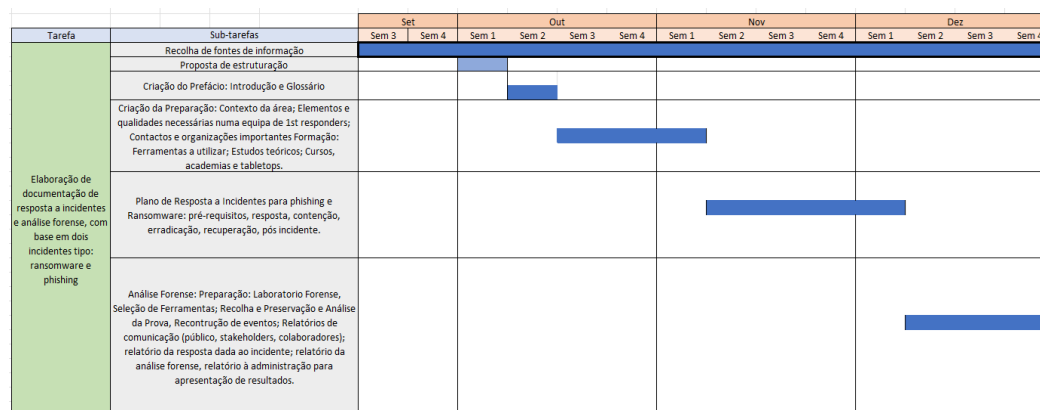 Set Out Nov Dez
Tarefa Sub-tarefas Sem 3 Sem 4 Sem 1 Sem 2 Sem 3 Sem 4 Sem 1 Sem 2 Sem 3 Sem 4 Sem 1 Sem 2 Sem 3 Sem 4
Elaboração de
documentação de
resposta a incidentes
e análise forense, com
base em dois
incidentes tipo:
ransomware e
phishing
Recolha de fontes de informação
Proposta de estruturação
Criação do Prefácio: Introdução e Glossário
Criação da Preparação: Contexto da área; Elementos e
qualidades necessárias numa equipa de 1st responders;
Contactos e organizações importantes Formação:
Ferramentas a utilizar; Estudos teóricos; Cursos,
academias e tabletops.
Plano de Resposta a Incidentes para phishing e
Ransomware: pré-requisitos, resposta, contenção,
erradicação, recuperação, pós incidente.
Análise Forense: Preparação: Laboratorio Forense,
Seleção de Ferramentas; Recolha e Preservação e Análise
da Prova, Recontrução de eventos; Relatórios de
comunicação (público, stakeholders, colaboradores);
relatório da resposta dada ao incidente; relatório da
análise forense, relatório à administração para
apresentação de resultados.